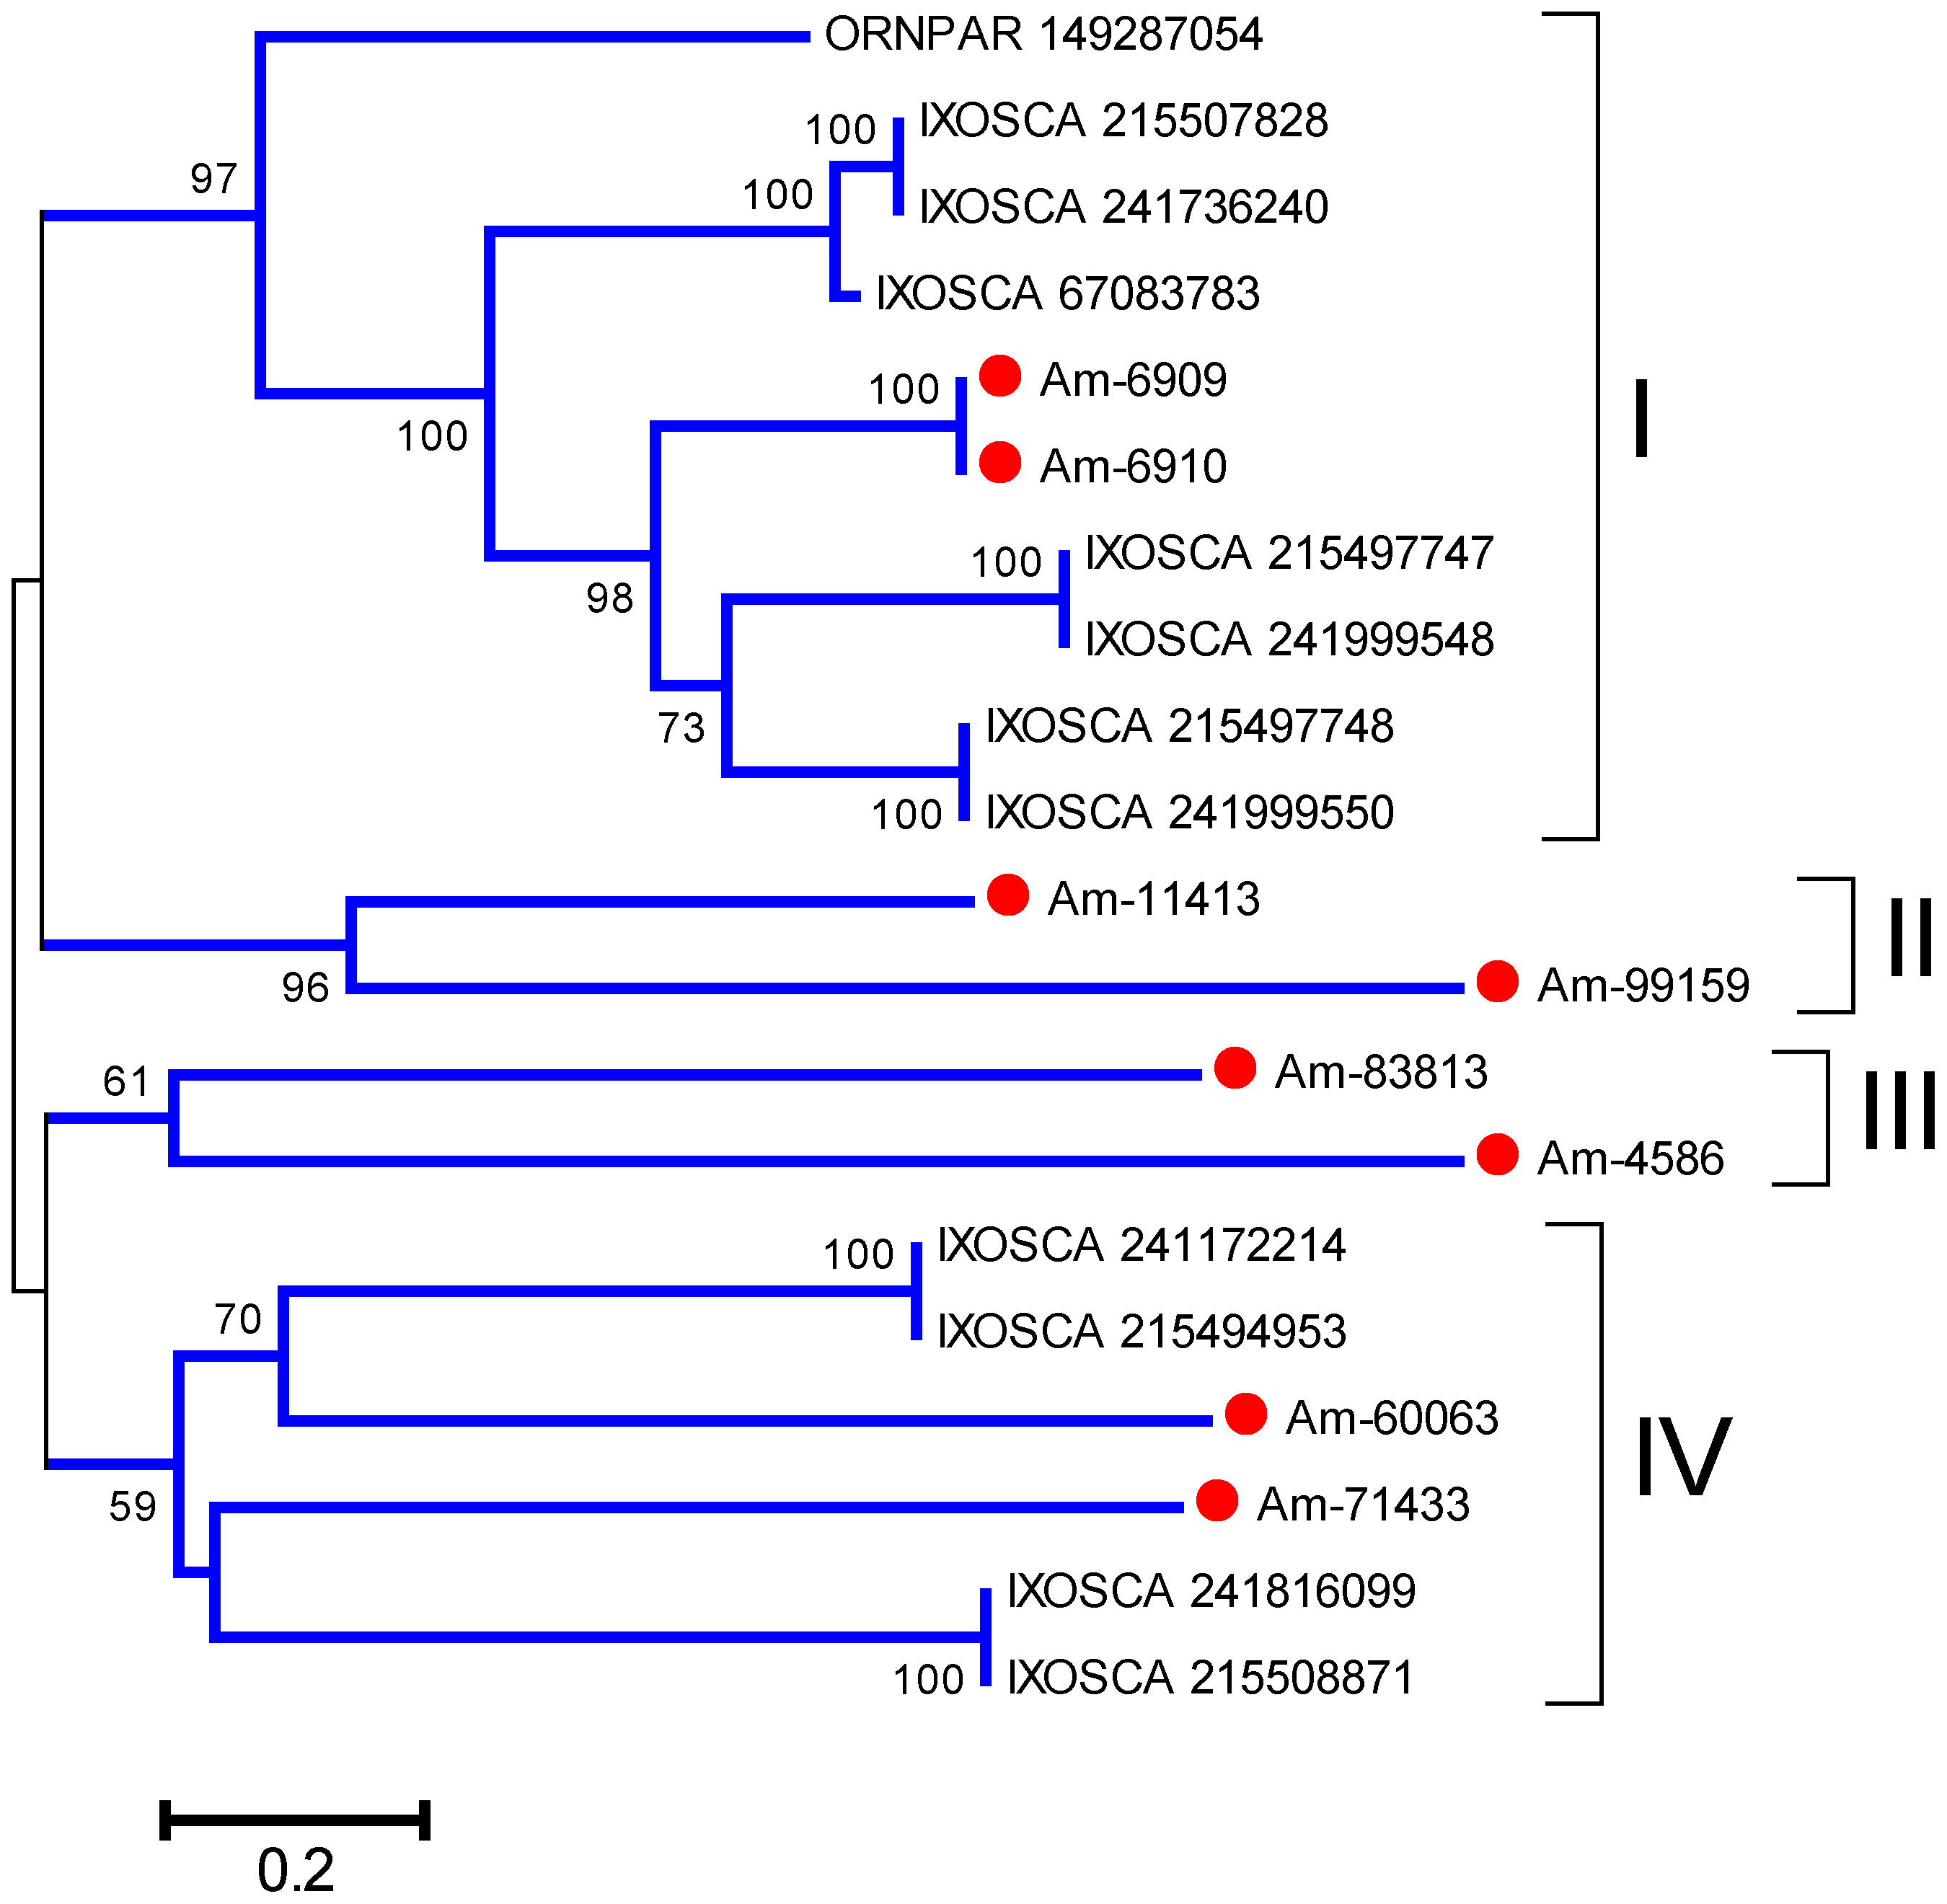 ORNPAR 149287054
100
IXOSCA 215507828
97
100
IXOSCA 241736240
IXOSCA 67083783
100
Am-6909
I
100
Am-6910
100
IXOSCA 215497747
98
IXOSCA 241999548
73
IXOSCA 215497748
100
IXOSCA 241999550
Am-11413
II
96
Am-99159
61
Am-83813
III
Am-4586
100
IXOSCA 241172214
70
IXOSCA 215494953
Am-60063
IV
59
Am-71433
IXOSCA 241816099
100
IXOSCA 215508871
0.2